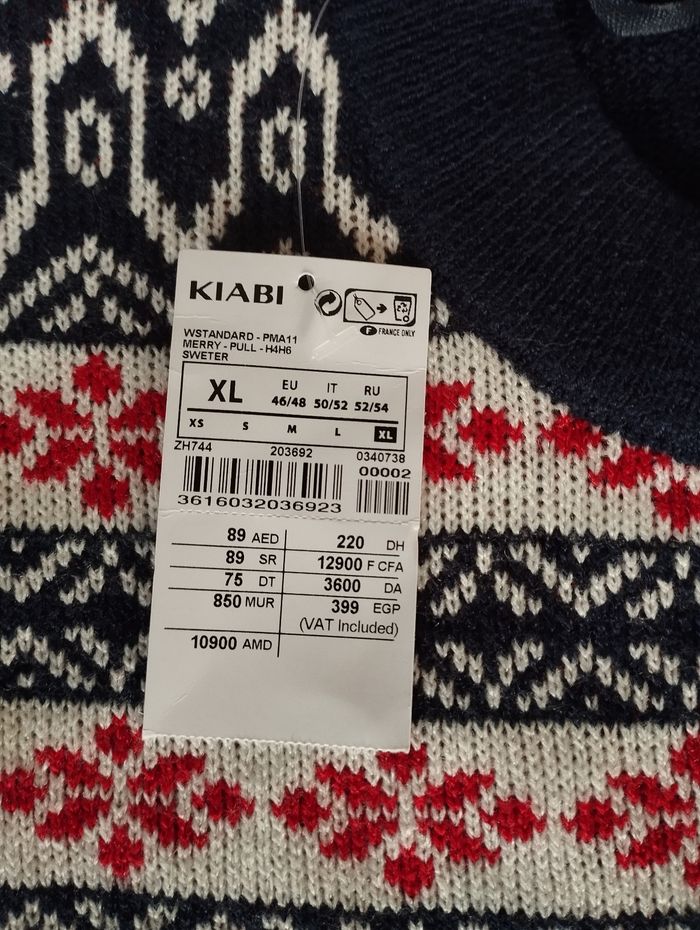 KIABI
FRANCE ONLY
WSTANDARD - PMA11
MERRY - PULL - H4H6
SWETER
XL EU IT RU
46/48 50/52 52/54
XS S M L XL
ZH744 203692 0340738
00002
3616032036923
89 AED 220 DH
89 SR 12900 F CFA
75 DT 3600 DA
850 MUR 399 EGP
(VAT Included)
10900 AMD